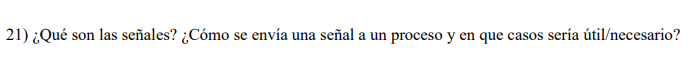 21) ¿Qué son las señales? ¿Cómo se envía una señal a un proceso y en que casos sería útil/necesario?